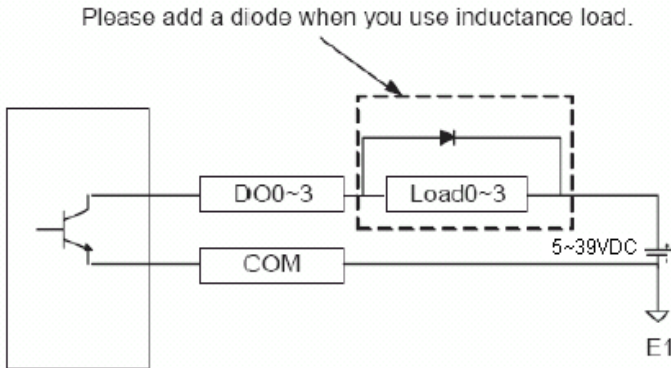 Please add a diode when you use inductance load.
DO0~3
Load0~3
5~39VDC
COM
E1